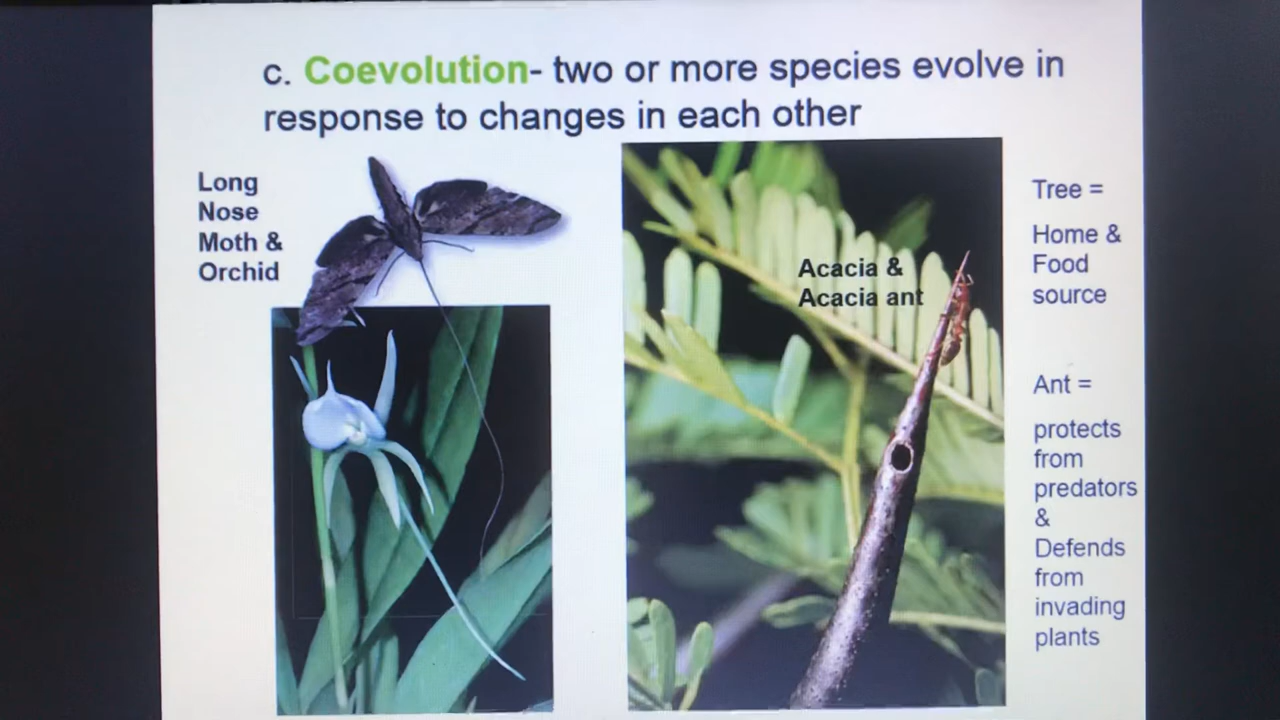 c. Coevolution- two or more species evolve in
response to changes in each other
Long
Nose
Moth &
Orchid
Acacia &
Acacia ant
Tree =
Home &
Food
source
Ant =
protects
from
predators
&
Defends
from
invading
plants